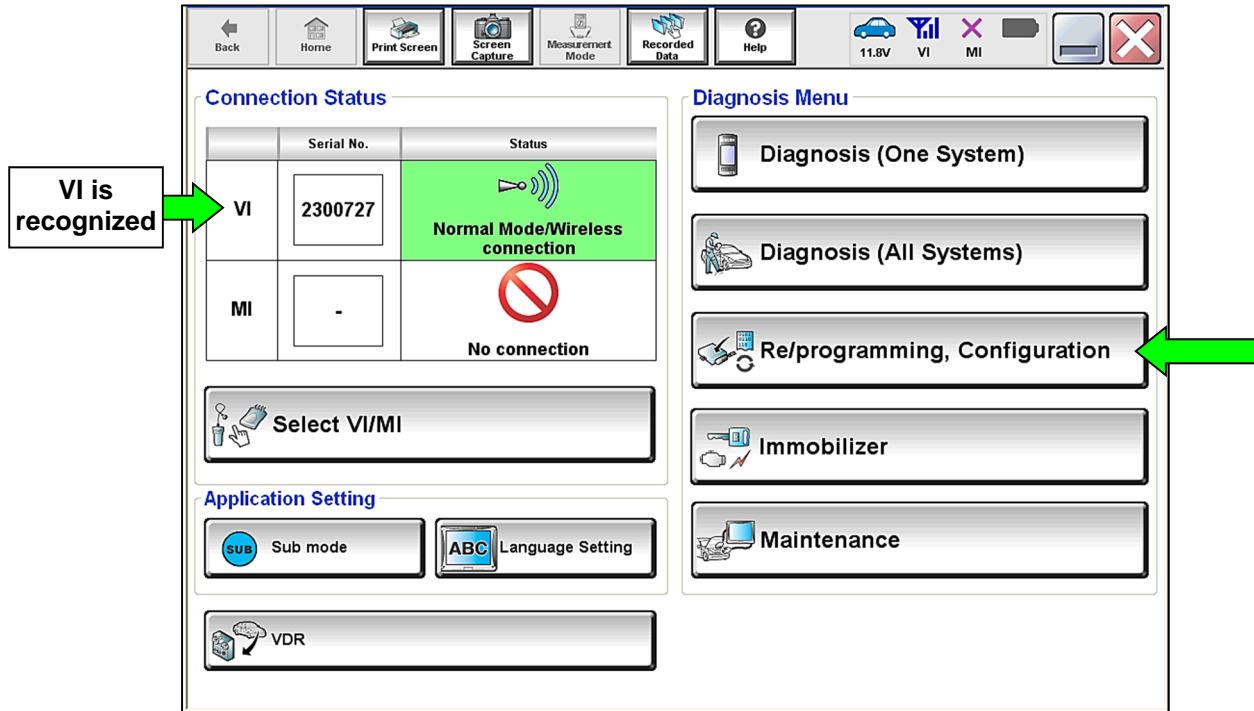 Back
Home
Print Screen
Screen
Capture
Measurement
Mode
Recorded
Data
Help
11.8V
VI
MI
Connection Status
Serial No.
Status
VI is
recognized
VI
2300727
Normal Mode/Wireless
connection
MI
-
No connection
Select VI/MI
Application Setting
SUB
Sub mode
ABC
Language Setting
VDR
Diagnosis Menu
Diagnosis (One System)
Diagnosis (All Systems)
Re/programming, Configuration
Immobilizer
Maintenance